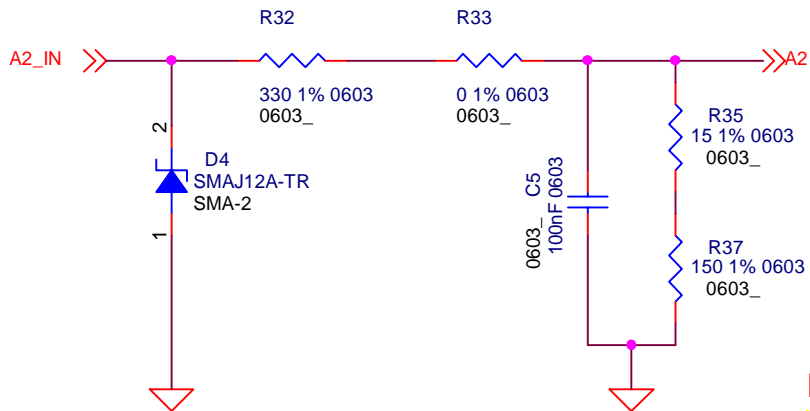 R32
R33
A2_IN
A2
330 1% 0603
0603_
0 1% 0603
0603_
R35
15 1% 0603
0603_
2
D4
SMAJ12A-TR
SMA-2
1
C5
100nF 0603
0603_
R37
150 1% 0603
0603_